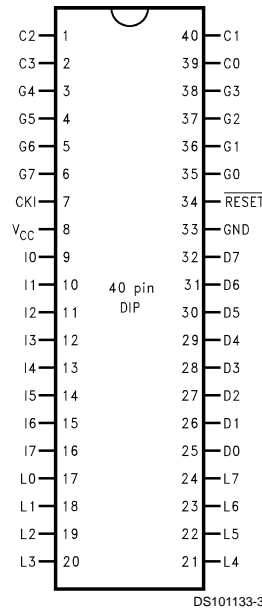 C2 1 40 C1
C3 2 39 C0
G4 3 38 G3
G5 4 37 G2
G6 5 36 G1
G7 6 35 G0
CKI 7 34 RESET
VCC 8 33 GND
I0 9 32 D7
I1 10 31 D6
I2 11 30 D5
I3 12 29 D4
I4 13 28 D3
I5 14 27 D2
I6 15 26 D1
I7 16 25 D0
L0 17 24 L7
L1 18 23 L6
L2 19 22 L5
L3 20 21 L4
40 pin
DIP
DS101133-3